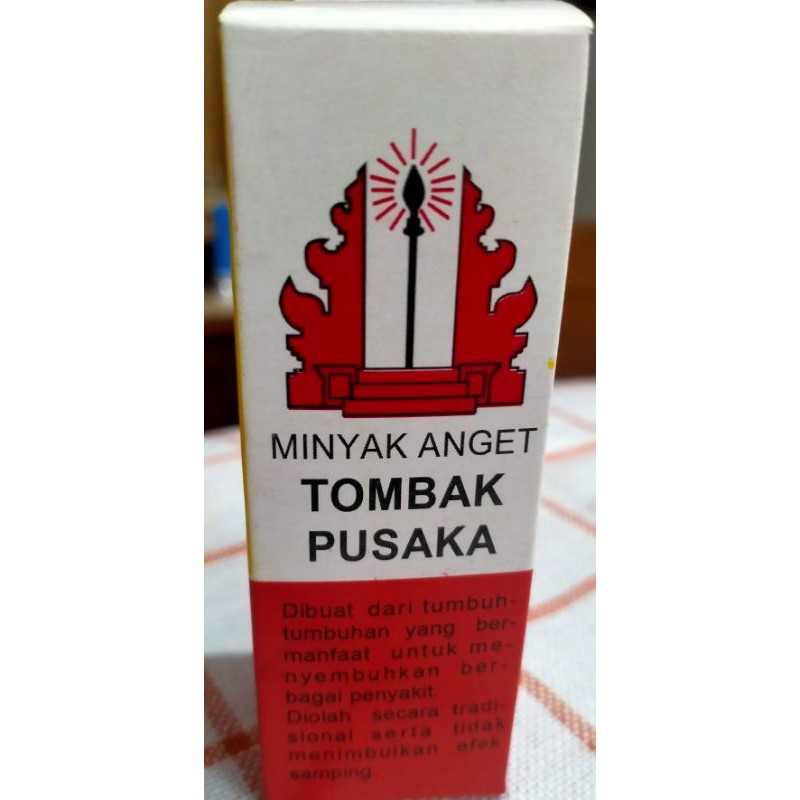 MINYAK ANGET
TOMBAK
PUSAKA
Dibuat dari tumbuh-
tumbuhan yang ber-
manfaat untuk me-
nyembuhkan ber-
bagai penyakit.
Diolah secara tradi-
sional serta tidak
menimbulkan efek
samping.